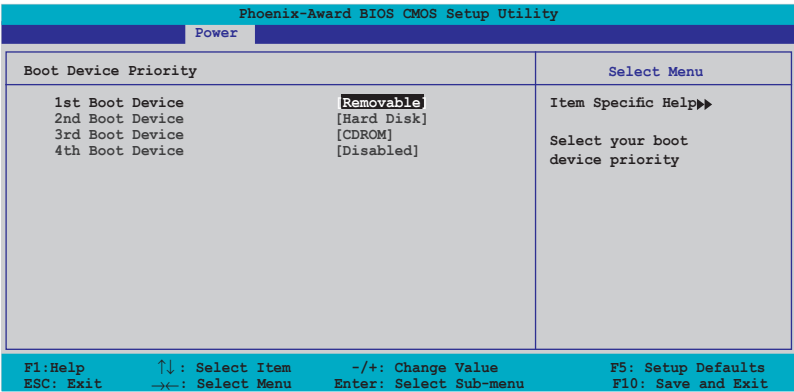 Phoenix-Award BIOS CMOS Setup Utility
Power
Boot Device Priority
Select Menu
1st Boot Device [Removable]
2nd Boot Device [Hard Disk]
3rd Boot Device [CDROM]
4th Boot Device [Disabled]
Item Specific Help▶▶
Select your boot
device priority
F1:Help ↑↓ : Select Item -/+: Change Value F5: Setup Defaults
ESC: Exit →←: Select Menu Enter: Select Sub-menu F10: Save and Exit